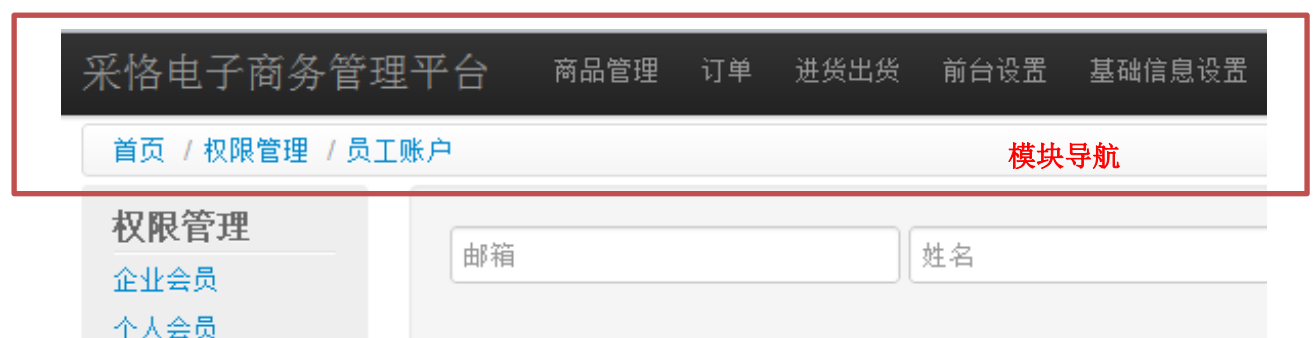 采恪电子商务管理平台 商品管理 订单 进货出货 前台设置 基础信息设置
首页 / 权限管理 / 员工账户 模块导航
权限管理
邮箱 姓名
企业会员
个人会员